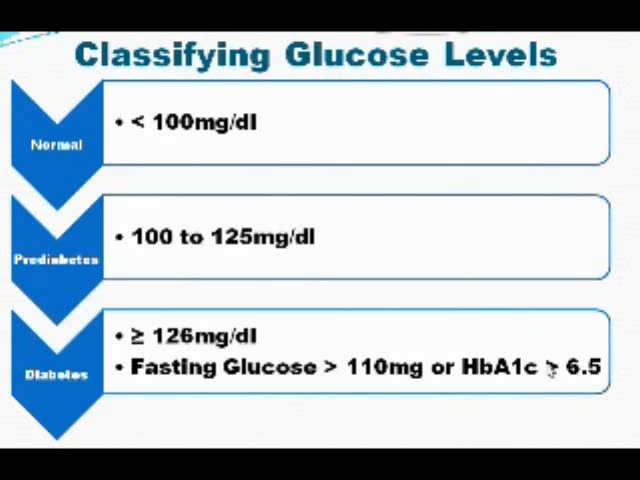 Classifying Glucose Levels
Normal
• < 100mg/dl
Prediabetes
• 100 to 125mg/dl
Diabetes
• ≥ 126mg/dl
• Fasting Glucose > 110mg or HbA1c > 6.5